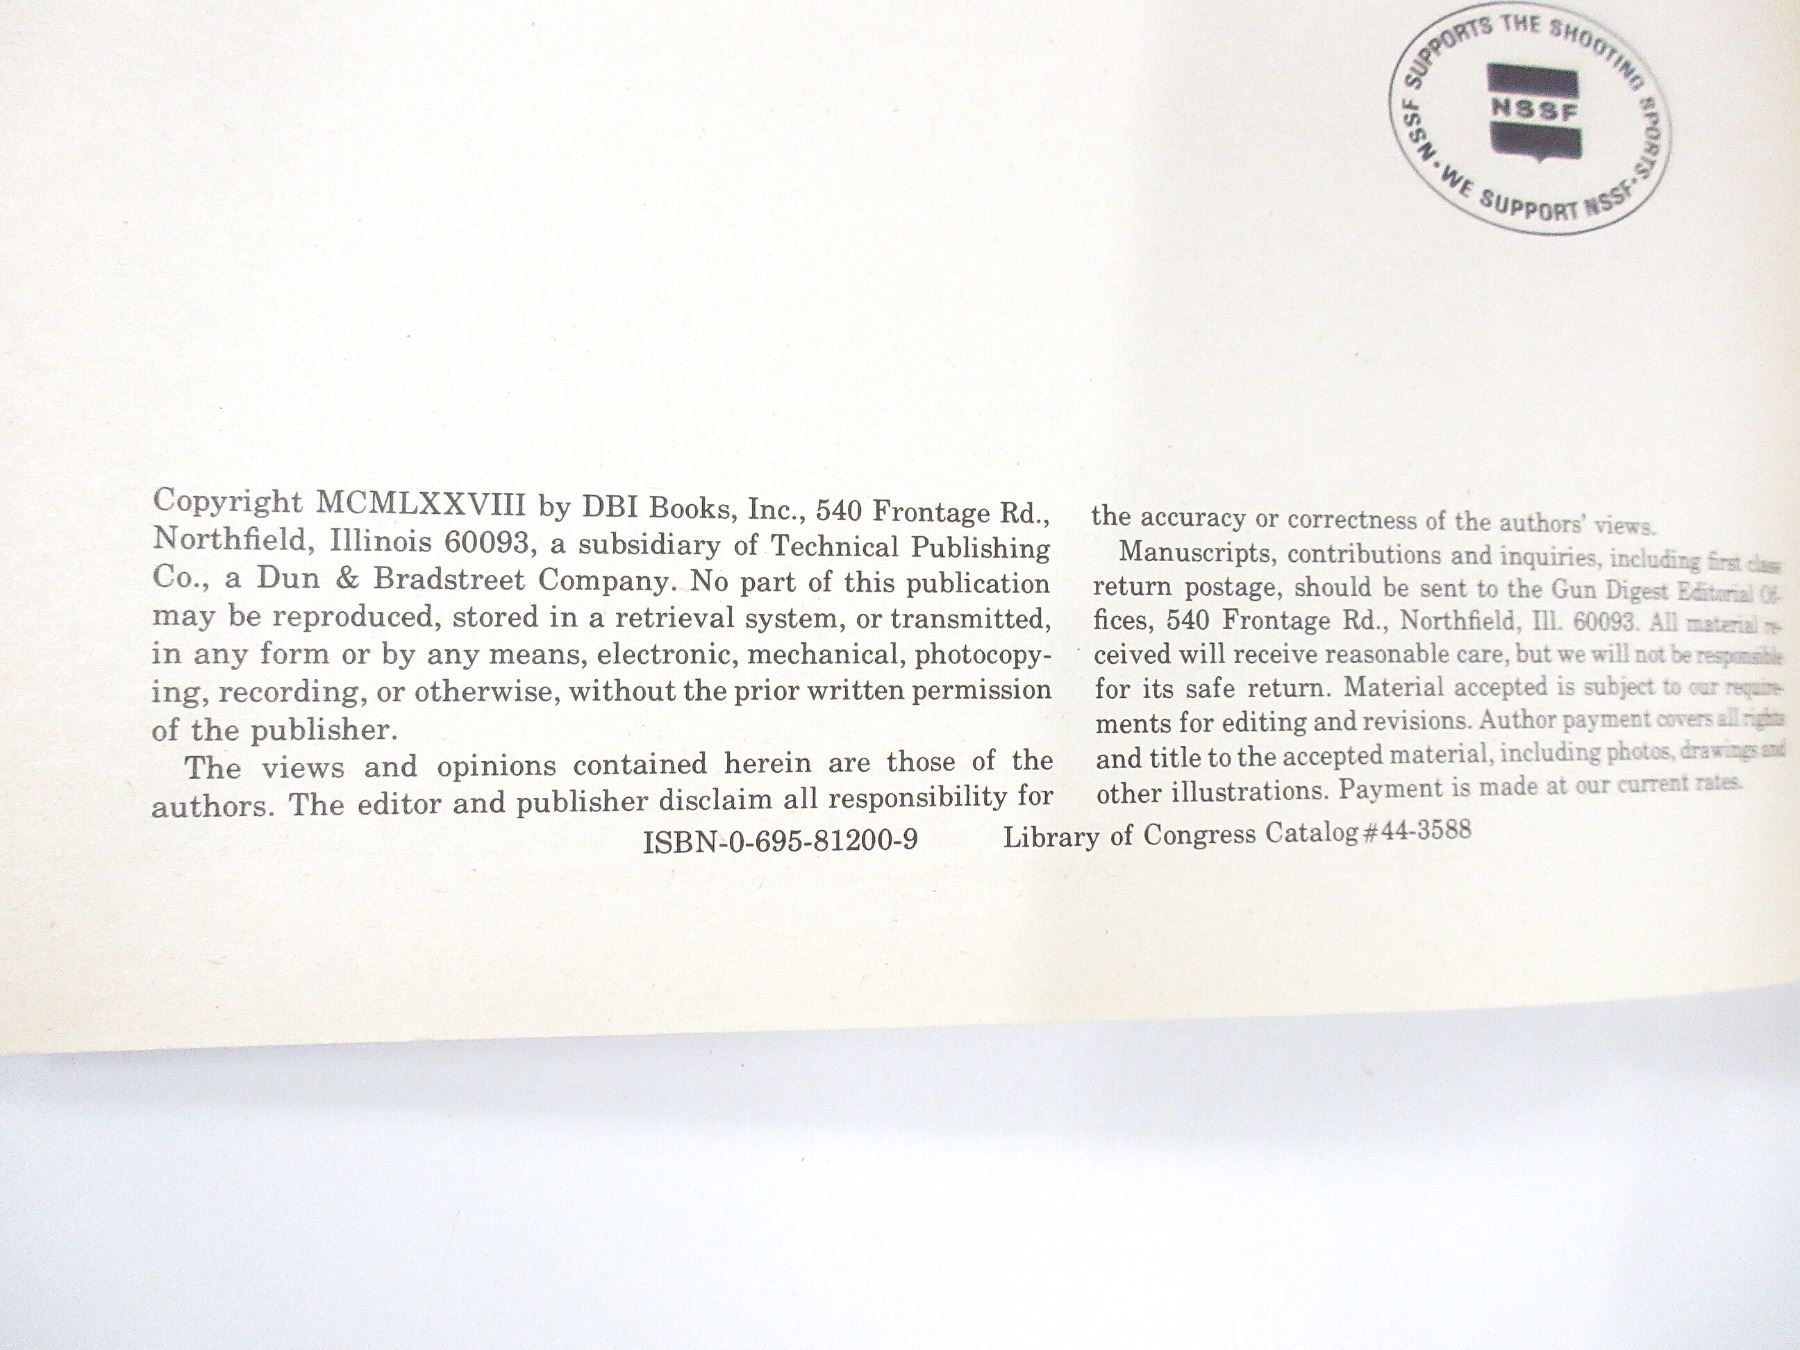 NSSF SUPPORTS THE SHOOTING SPORTS · WE SUPPORT NSSF ·
NSSF
Copyright MCMLXXVIII by DBI Books, Inc., 540 Frontage Rd.,
Northfield, Illinois 60093, a subsidiary of Technical Publishing
Co., a Dun & Bradstreet Company. No part of this publication
may be reproduced, stored in a retrieval system, or transmitted,
in any form or by any means, electronic, mechanical, photocopy-
ing, recording, or otherwise, without the prior written permission
of the publisher.
The views and opinions contained herein are those of the
authors. The editor and publisher disclaim all responsibility for
the accuracy or correctness of the authors' views.
Manuscripts, contributions and inquiries, including first class
return postage, should be sent to the Gun Digest Editorial Of-
fices, 540 Frontage Rd., Northfield, Ill. 60093. All material re-
ceived will receive reasonable care, but we will not be responsible
for its safe return. Material accepted is subject to our require-
ments for editing and revisions. Author payment covers all rights
and title to the accepted material, including photos, drawings and
other illustrations. Payment is made at our current rates.
ISBN-0-695-81200-9 Library of Congress Catalog #44-3588